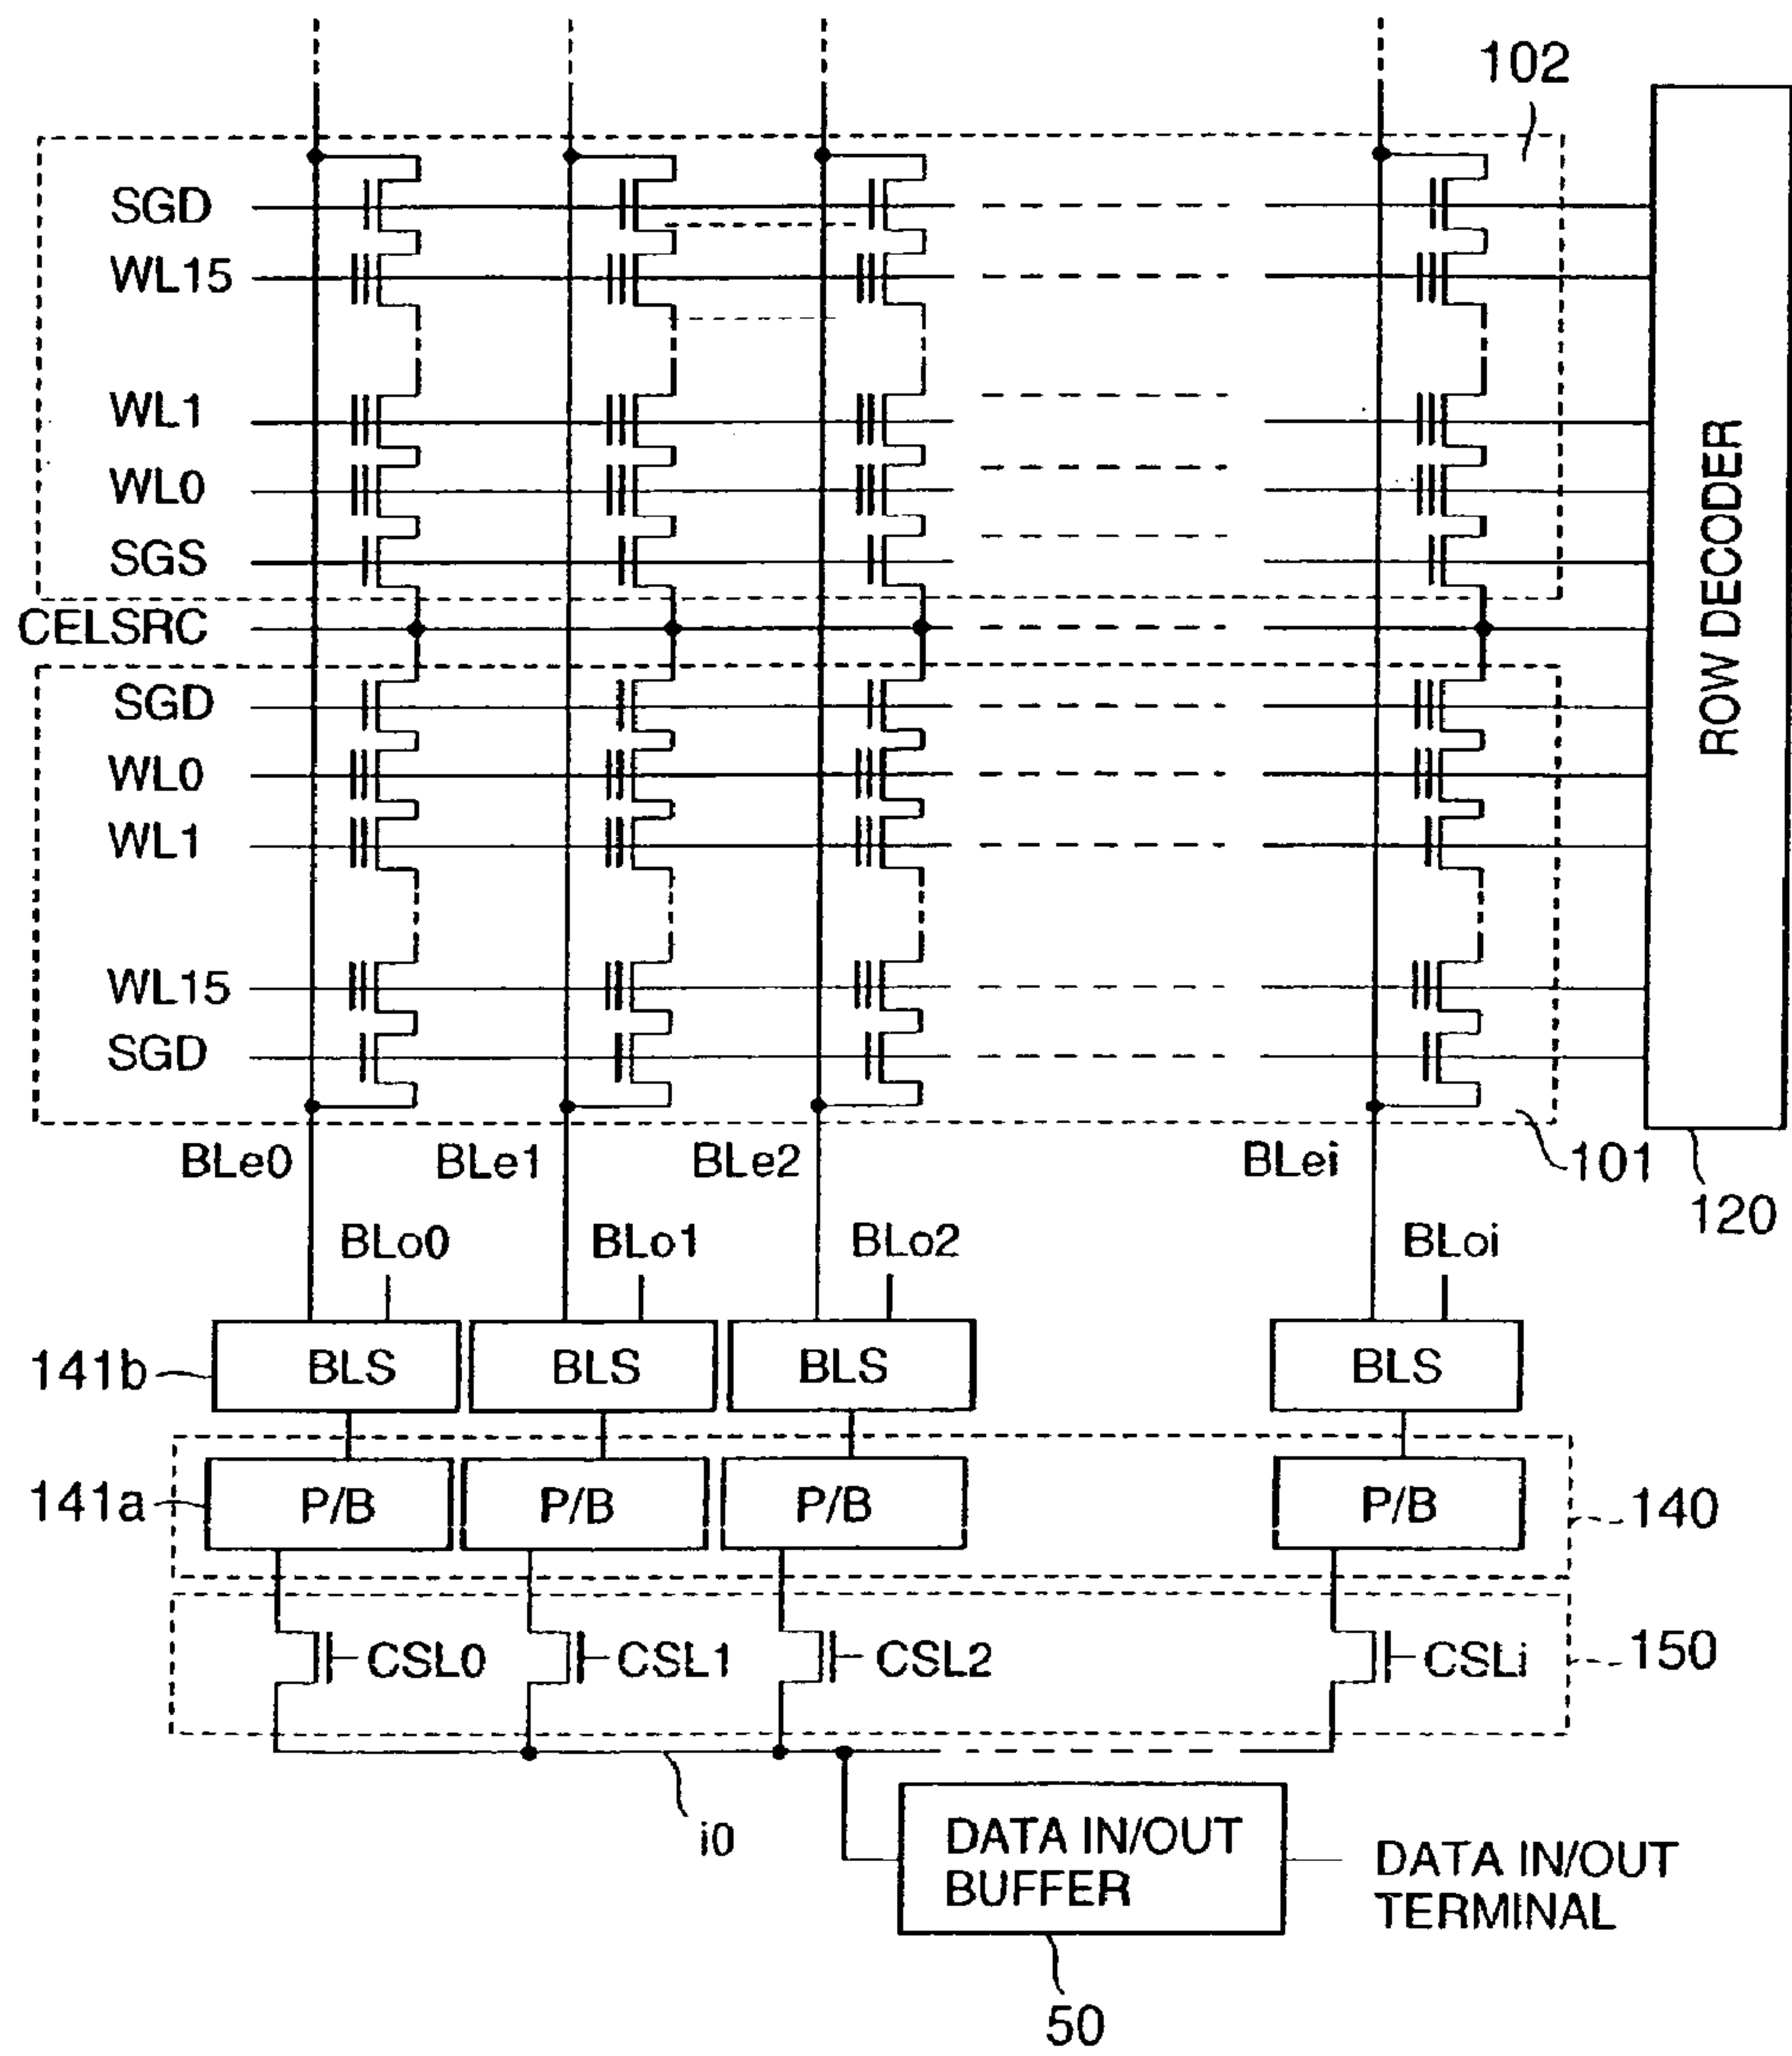 102
SGD
WL15
WL1
WL0
SGS
CELSRC
SGD
WL0
WL1
WL15
SGD
ROW DECODER
BLe0 BLe1 BLe2 BLei
101
120
BLo0 BLo1 BLo2 BLoi
141b BLS BLS BLS BLS
141a P/B P/B P/B P/B 140
CSL0 CSL1 CSL2 CSLi 150
i0
DATA IN/OUT
BUFFER
DATA IN/OUT
TERMINAL
50